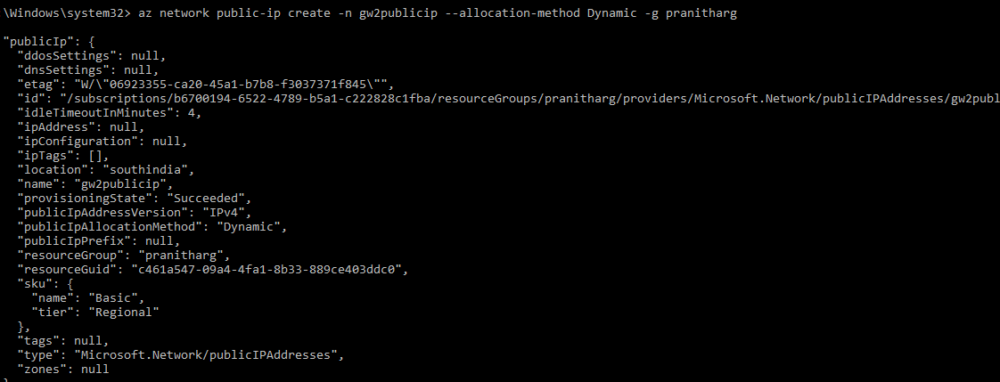 \Windows\system32> az network public-ip create -n gw2publicip --allocation-method Dynamic -g pranitharg
"publicIp": {
"ddosSettings": null,
"dnsSettings": null,
"etag": "W/\"06923355-ca20-45a1-b7b8-f3037371f845\"",
"id": "/subscriptions/b6700194-6522-4789-b5a1-c222828c1fba/resourceGroups/pranitharg/providers/Microsoft.Network/publicIPAddresses/gw2publ
"idleTimeoutInMinutes": 4,
"ipAddress": null,
"ipConfiguration": null,
"ipTags": [],
"location": "southindia",
"name": "gw2publicip",
"provisioningState": "Succeeded",
"publicIpAddressVersion": "IPv4",
"publicIpAllocationMethod": "Dynamic",
"publicIpPrefix": null,
"resourceGroup": "pranitharg",
"resourceGuid": "c461a547-09a4-4fa1-8b33-889ce403ddc0",
"sku": {
"name": "Basic",
"tier": "Regional"
},
"tags": null,
"type": "Microsoft.Network/publicIPAddresses",
"zones": null
}